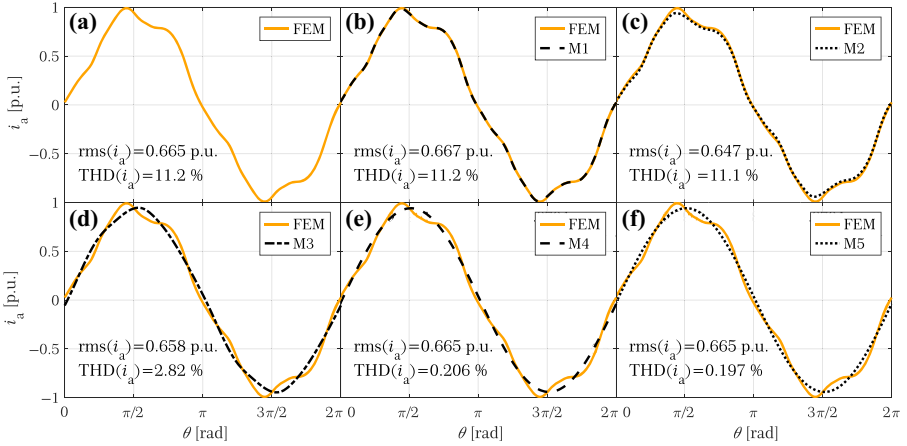 (a)
FEM
1
0.5
0
−0.5
i_a [p.u.]
rms(i_a)=0.665 p.u.
THD(i_a)=11.2 %
(b)
FEM
M1
rms(i_a)=0.667 p.u.
THD(i_a)=11.2 %
(c)
FEM
M2
rms(i_a) =0.647 p.u.
THD(i_a)=11.1 %
(d)
FEM
M3
1
0.5
0
−0.5
−1
i_a [p.u.]
rms(i_a)=0.658 p.u.
THD(i_a)=2.82 %
0
π/2
π
3π/2
2π
θ [rad]
(e)
FEM
M4
rms(i_a)=0.665 p.u.
THD(i_a)=0.206 %
π/2
π
3π/2
2π
θ [rad]
(f)
FEM
M5
rms(i_a)=0.665 p.u.
THD(i_a)=0.197 %
π/2
π
3π/2
2π
θ [rad]